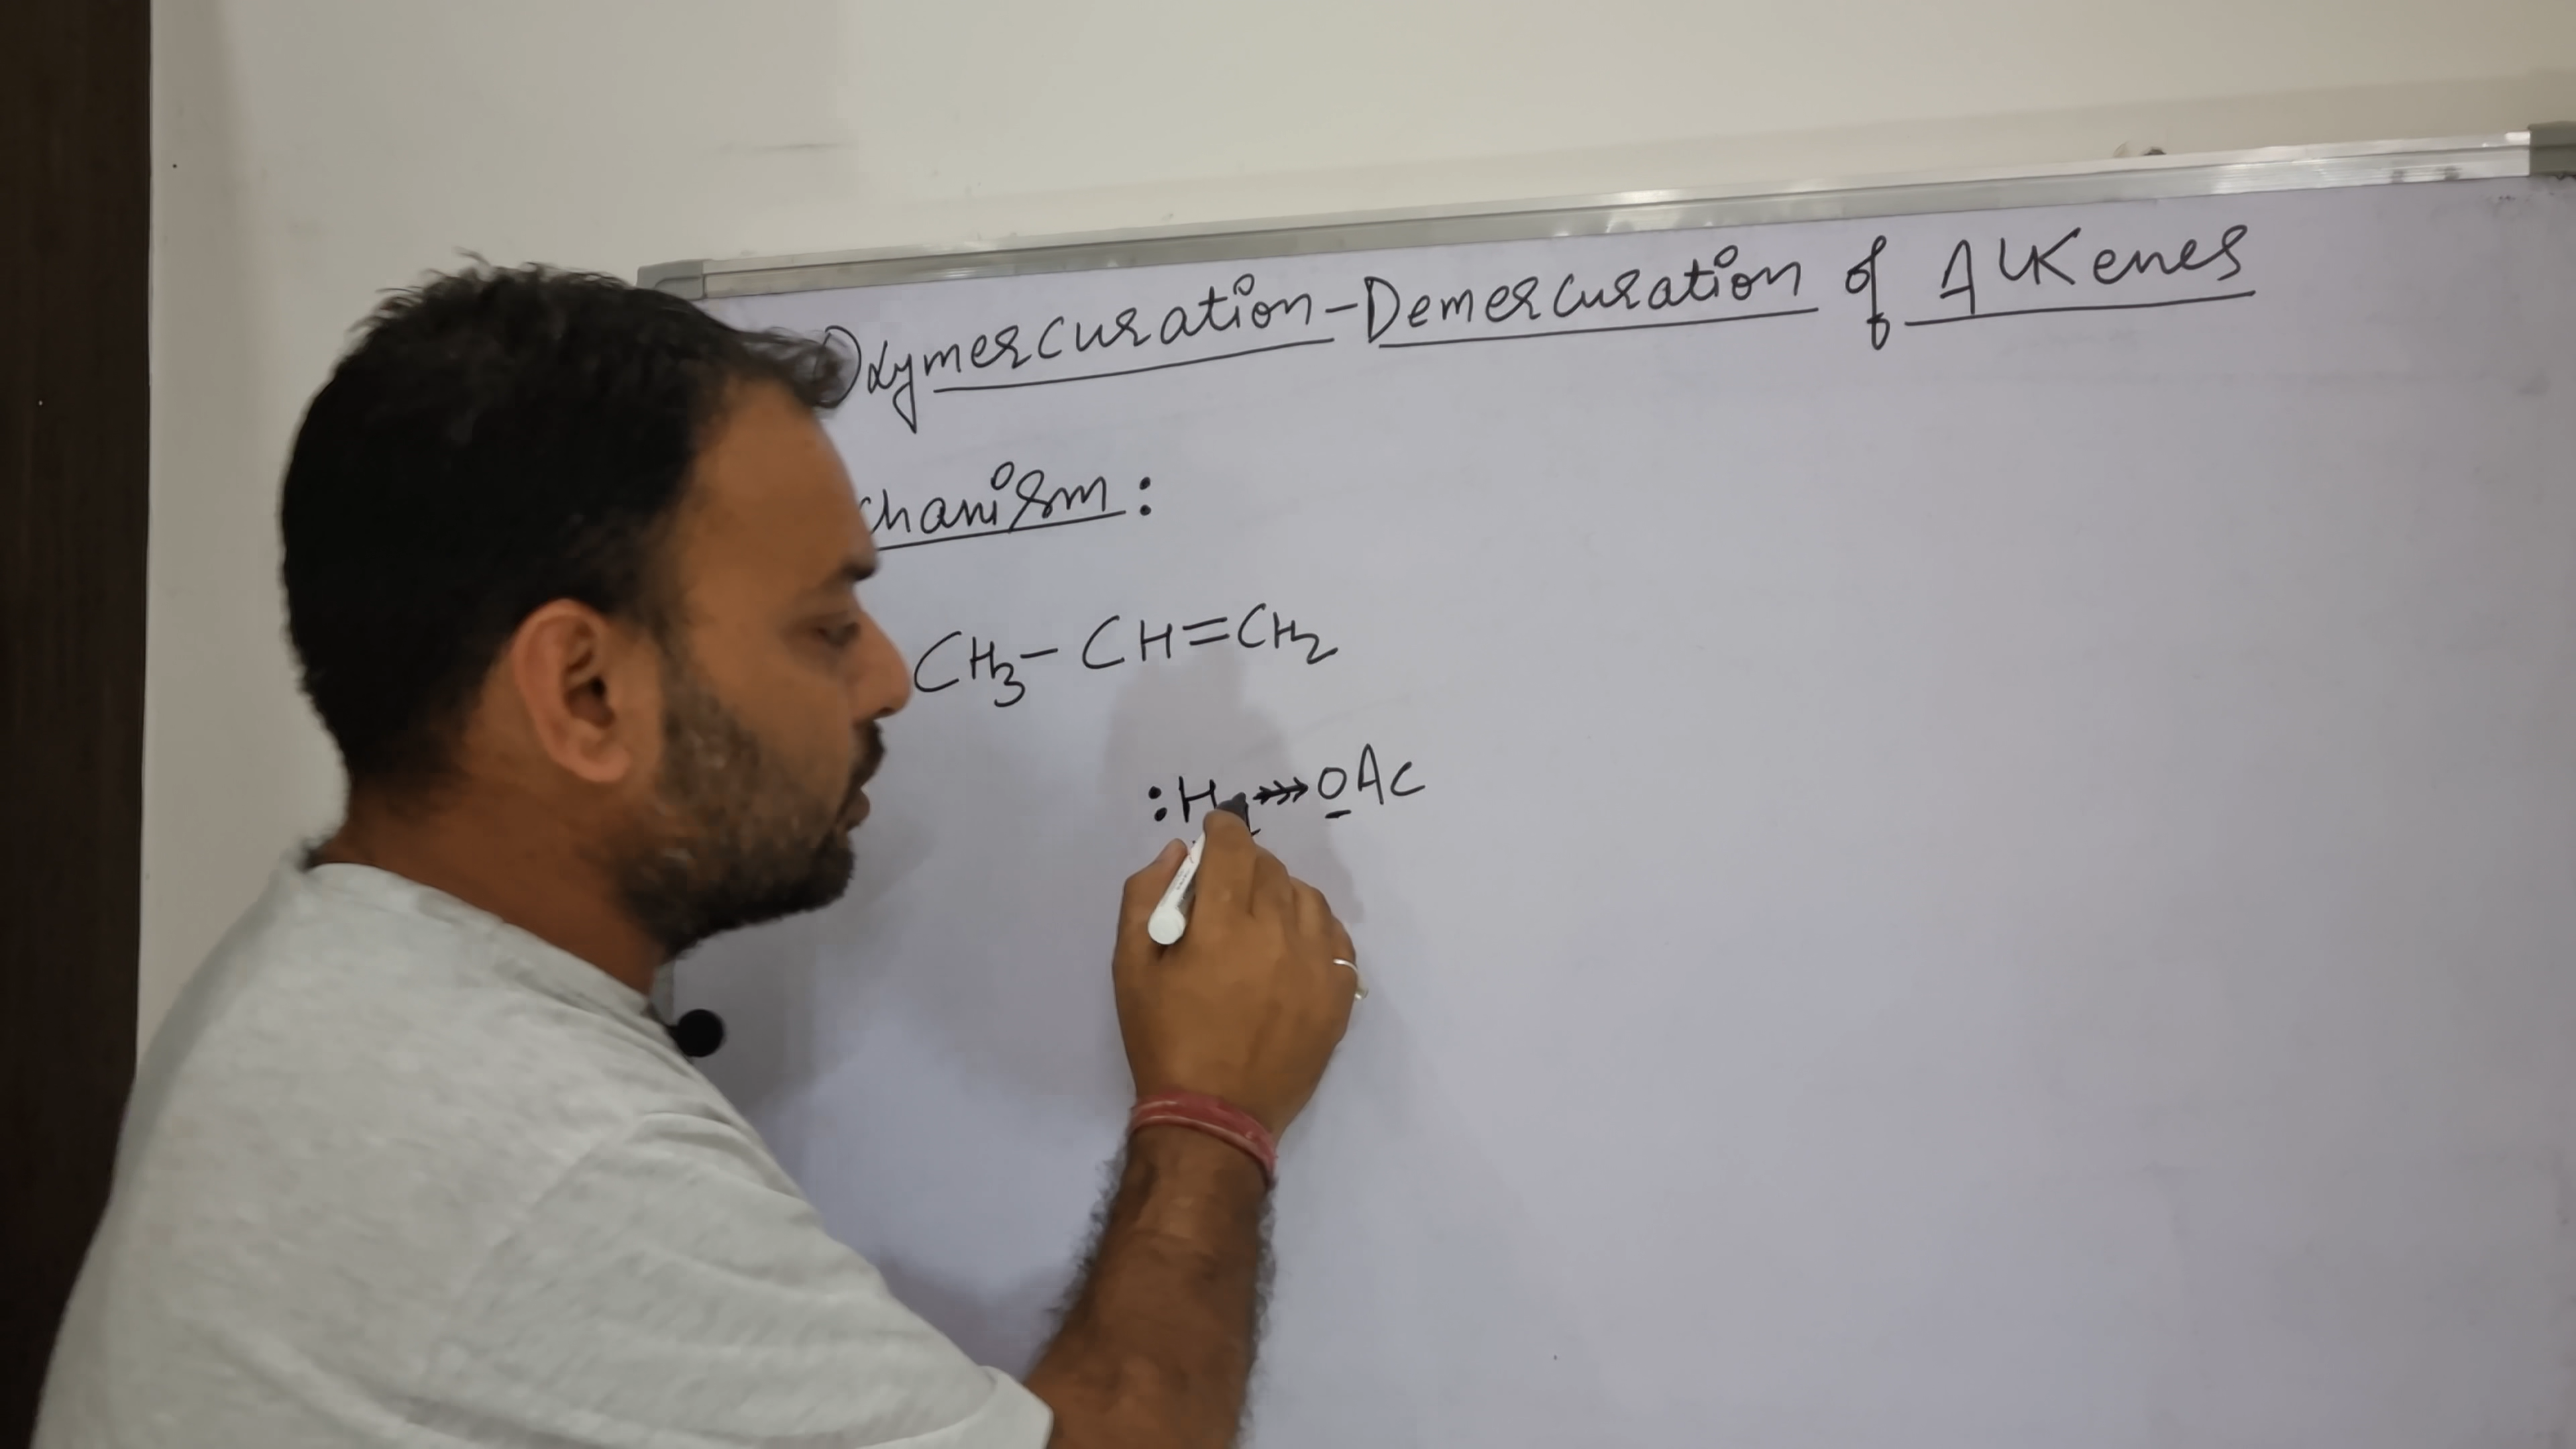 Oxymercuration-Demercuration of Alkenes
chanism:
CH3-CH=CH2
:H →→→ OAc